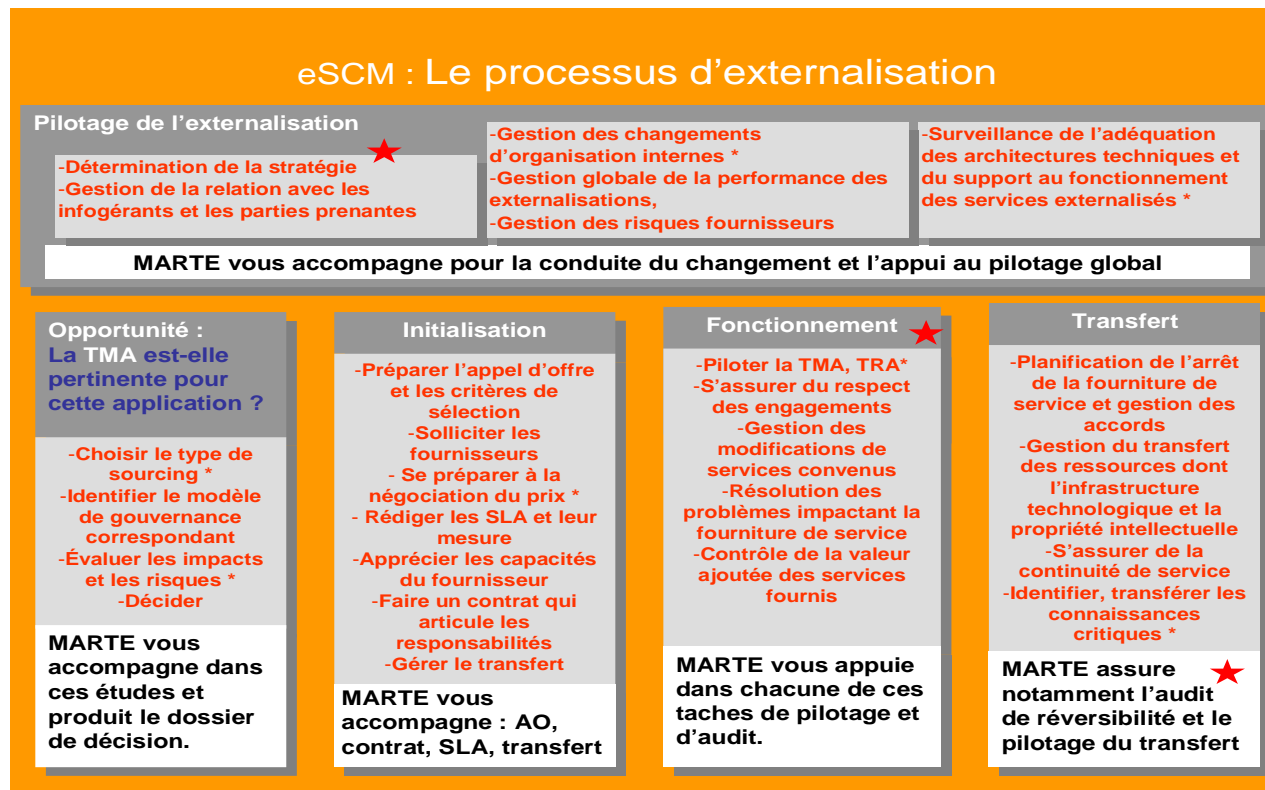 eSCM : Le processus d’externalisation
Pilotage de l’externalisation
-Détermination de la stratégie
-Gestion de la relation avec les
infogérants et les parties prenantes
-Gestion des changements
d’organisation internes *
-Gestion globale de la performance des
externalisations,
-Gestion des risques fournisseurs
-Surveillance de l’adéquation
des architectures techniques et
du support au fonctionnement
des services externalisés *
MARTE vous accompagne pour la conduite du changement et l’appui au pilotage global
Opportunité :
La TMA est-elle
pertinente pour
cette application ?
-Choisir le type de
sourcing *
-Identifier le modèle
de gouvernance
correspondant
-Évaluer les impacts
et les risques *
-Décider
MARTE vous
accompagne dans
ces études et
produit le dossier
de décision.
Initialisation
-Préparer l’appel d’offre
et les critères de
sélection
-Solliciter les
fournisseurs
- Se préparer à la
négociation du prix *
- Rédiger les SLA et leur
mesure
-Apprécier les capacités
du fournisseur
-Faire un contrat qui
articule les
responsabilités
-Gérer le transfert
MARTE vous
accompagne : AO,
contrat, SLA, transfert
Fonctionnement
-Piloter la TMA, TRA*
-S’assurer du respect
des engagements
-Gestion des
modifications de
services convenus
-Résolution des
problèmes impactant la
fourniture de service
-Contrôle de la valeur
ajoutée des services
fournis
MARTE vous appuie
dans chacune de ces
taches de pilotage et
d’audit.
Transfert
-Planification de l’arrêt
de la fourniture de
service et gestion des
accords
-Gestion du transfert
des ressources dont
l’infrastructure
technologique et la
propriété intellectuelle
-S’assurer de la
continuité de service
-Identifier, transférer les
connaissances
critiques *
MARTE assure
notamment l’audit
de réversibilité et le
pilotage du transfert